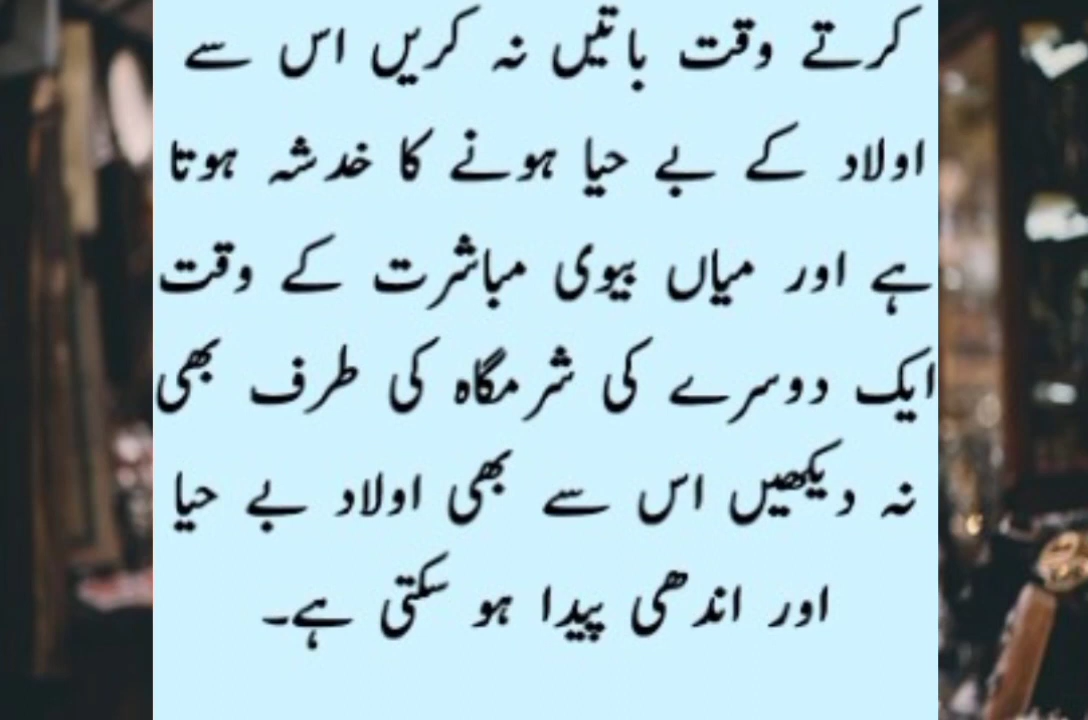 کرتے وقت باتیں نہ کریں اس سے
اولاد کے بے حیا ہونے کا خدشہ ہوتا
ہے اور میاں بیوی مباشرت کے وقت
ایک دوسرے کی شرمگاہ کی طرف بھی
نہ دیکھیں اس سے بھی اولاد بے حیا
اور اندھی پیدا ہو سکتی ہے۔